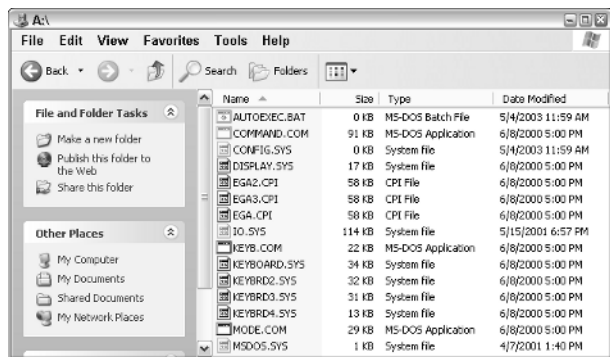 A:\
File Edit View Favorites Tools Help
Back Search Folders
File and Folder Tasks
Make a new folder
Publish this folder to
the Web
Share this folder
Other Places
My Computer
My Documents
Shared Documents
My Network Places
Name Size Type Date Modified
AUTOEXEC.BAT 0 KB MS-DOS Batch File 5/4/2003 11:59 AM
COMMAND.COM 91 KB MS-DOS Application 6/8/2000 5:00 PM
CONFIG.SYS 0 KB System file 5/4/2003 11:59 AM
DISPLAY.SYS 17 KB System file 6/8/2000 5:00 PM
EGA2.CPI 58 KB CPI File 6/8/2000 5:00 PM
EGA3.CPI 58 KB CPI File 6/8/2000 5:00 PM
EGA.CPI 58 KB CPI File 6/8/2000 5:00 PM
IO.SYS 114 KB System file 5/15/2001 6:57 PM
KEYB.COM 22 KB MS-DOS Application 6/8/2000 5:00 PM
KEYBOARD.SYS 34 KB System file 6/8/2000 5:00 PM
KEYBRD2.SYS 32 KB System file 6/8/2000 5:00 PM
KEYBRD3.SYS 31 KB System file 6/8/2000 5:00 PM
KEYBRD4.SYS 13 KB System file 6/8/2000 5:00 PM
MODE.COM 29 KB MS-DOS Application 6/8/2000 5:00 PM
MSDOS.SYS 1 KB System file 4/7/2001 1:40 PM